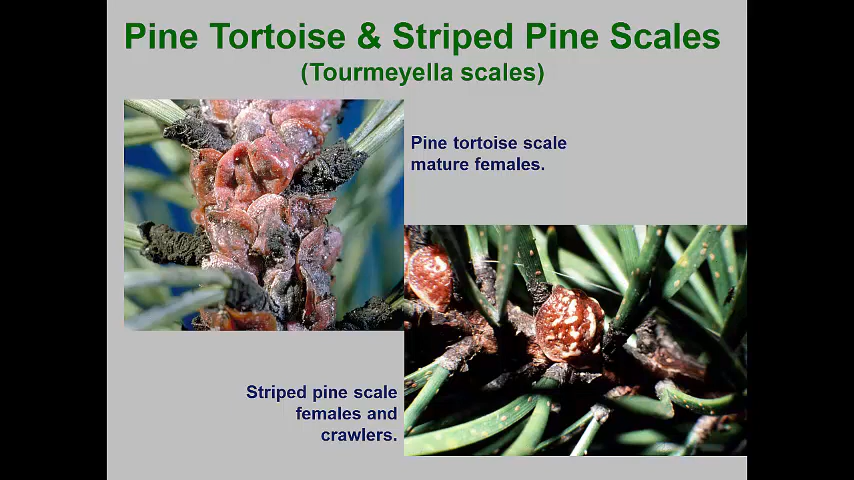 Pine Tortoise & Striped Pine Scales
(Tourmeyella scales)
Pine tortoise scale
mature females.
Striped pine scale
females and
crawlers.